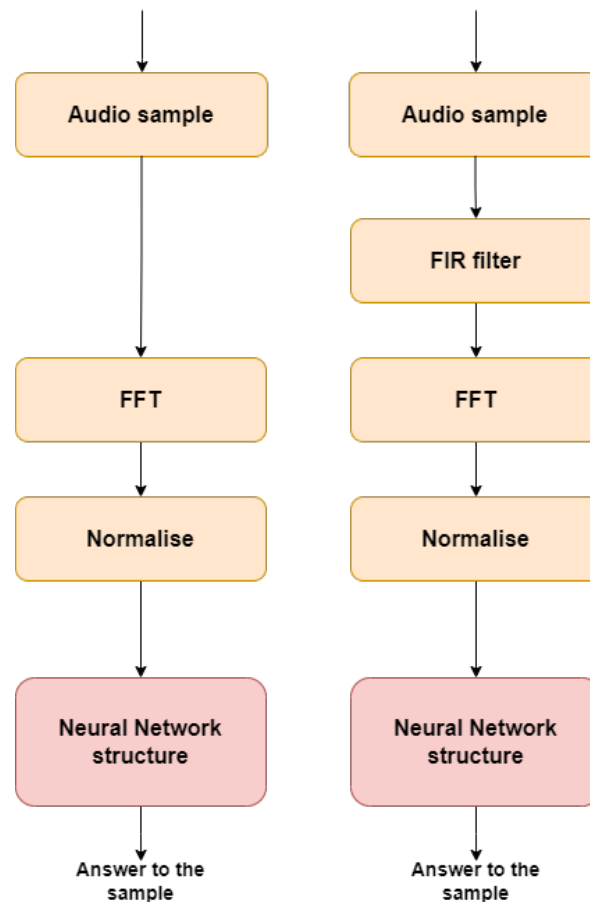 Audio sample
FFT
Normalise
Neural Network
structure
Answer to the
sample
Audio sample
FIR filter
FFT
Normalise
Neural Network
structure
Answer to the
sample